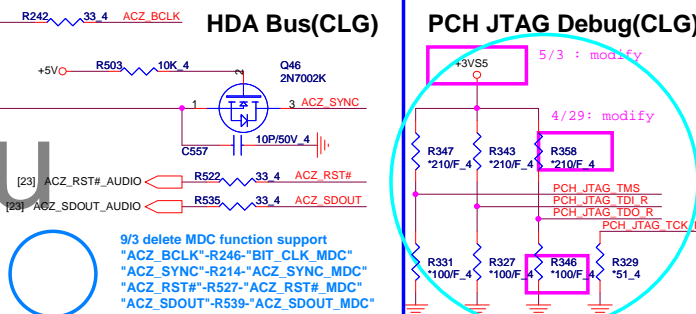 R242 33_4 ACZ_BCLK
HDA Bus(CLG)
+5V R503 10K_4
Q46
2N7002K
2
1
3 ACZ_SYNC
C557 10P/50V_4
[23] ACZ_RST#_AUDIO R522 33_4 ACZ_RST#
[23] ACZ_SDOUT_AUDIO R535 33_4 ACZ_SDOUT
9/3 delete MDC function support
"ACZ_BCLK"-R246-"BIT_CLK_MDC"
"ACZ_SYNC"-R214-"ACZ_SYNC_MDC"
"ACZ_RST#"-R527-"ACZ_RST#_MDC"
"ACZ_SDOUT"-R539-"ACZ_SDOUT_MDC"
PCH JTAG Debug(CLG)
+3VS5
5/3 : modify
4/29: modify
R347
*210/F_4
R343
*210/F_4
R358
*210/F_4
PCH_JTAG_TMS
PCH_JTAG_TDI_R
PCH_JTAG_TDO_R
PCH_JTAG_TCK
R331
*100/F_4
R327
*100/F_4
R346
*100/F_4
R329
*51_4